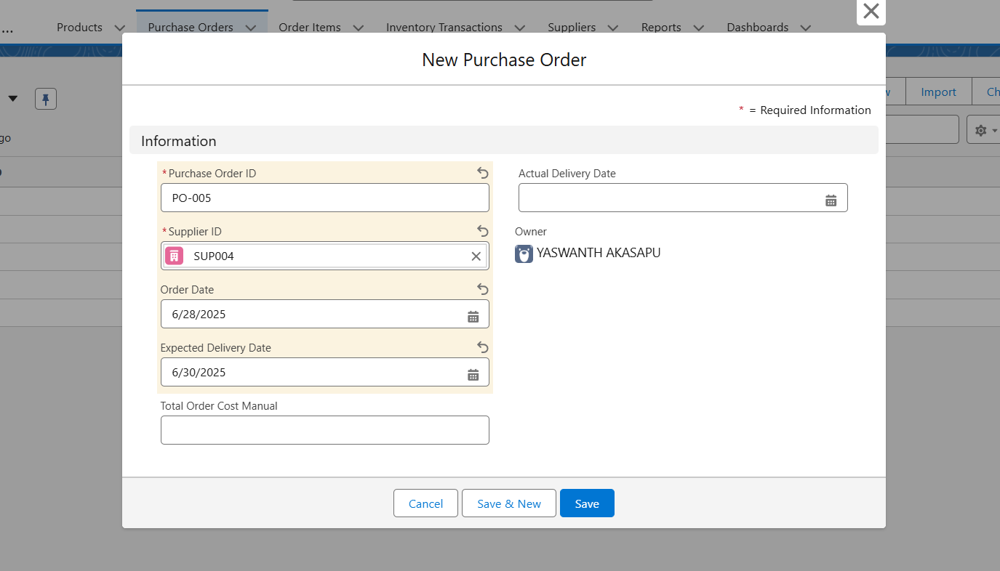 ...
Products
Purchase Orders
Order Items
Inventory Transactions
Suppliers
Reports
Dashboards
New Purchase Order
Import
* = Required Information
Information
* Purchase Order ID
PO-005
Actual Delivery Date
* Supplier ID
SUP004
Owner
YASWANTH AKASAPU
Order Date
6/28/2025
Expected Delivery Date
6/30/2025
Total Order Cost Manual
Cancel
Save & New
Save